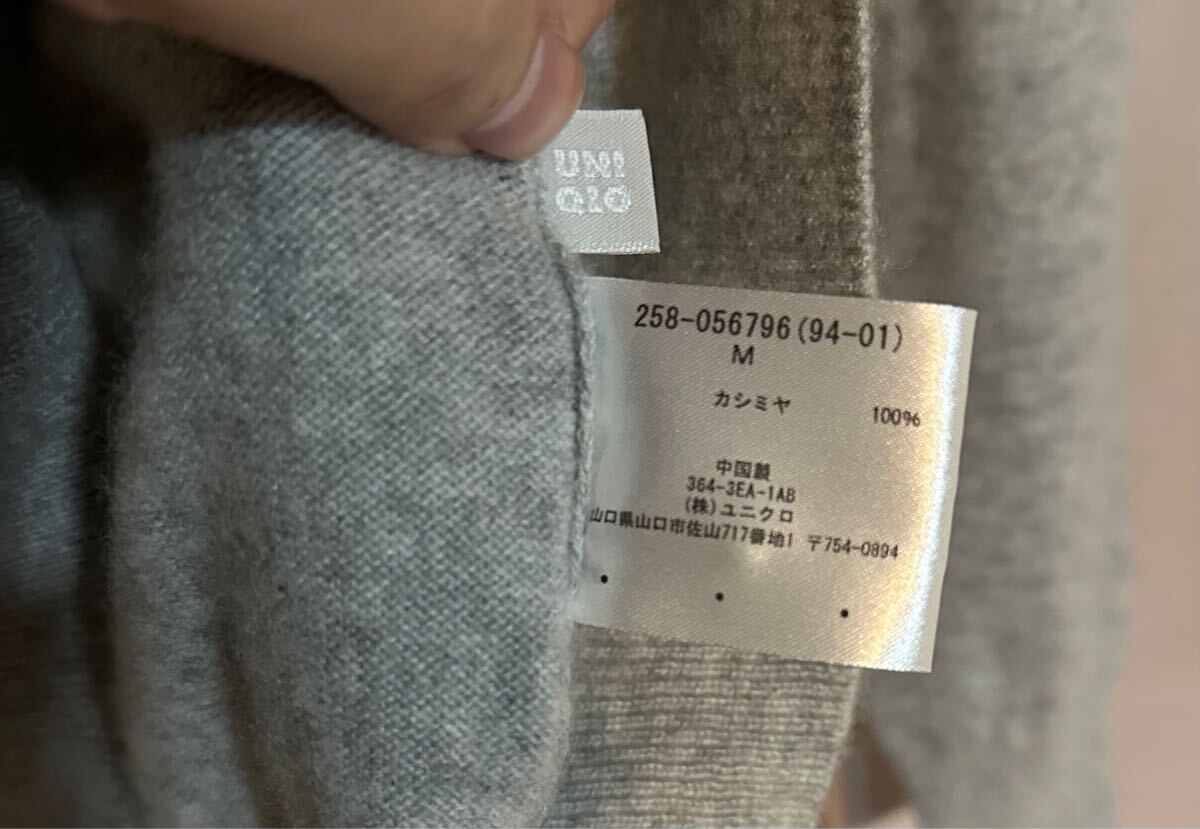 UNI
QLO
258-056796(94-01)
M
カシミヤ 100%
中国製
364-3EA-1AB
(株)ユニクロ
山口県山口市佐山717番地1 〒754-0894